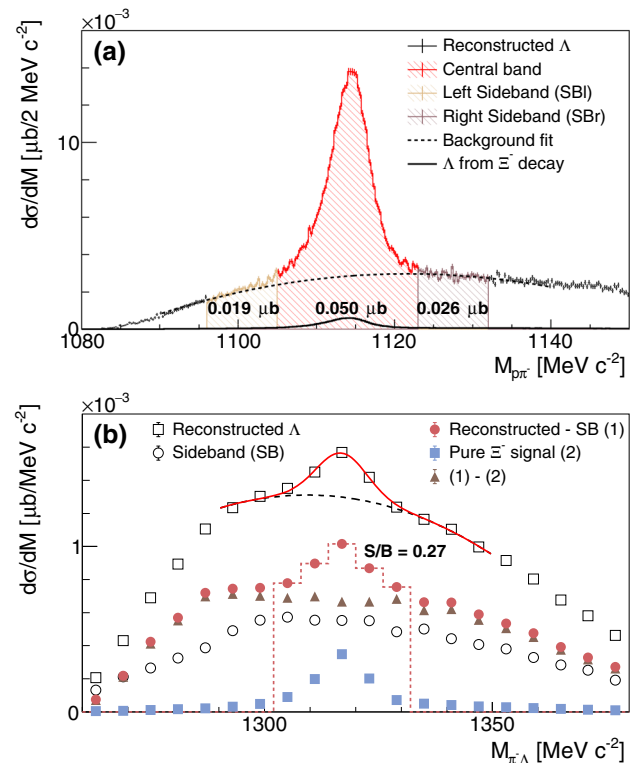 ×10⁻³
(a)
Reconstructed Λ
Central band
Left Sideband (SBl)
Right Sideband (SBr)
Background fit
Λ from Ξ⁻ decay
dσ/dM [μb/2 MeV c⁻²]
10
0
0.019 μb
0.050 μb
0.026 μb
1080
1100
1120
1140
M_pπ⁻ [MeV c⁻²]
×10⁻³
(b)
Reconstructed Λ
Sideband (SB)
Reconstructed - SB (1)
Pure Ξ⁻ signal (2)
(1) - (2)
dσ/dM [μb/MeV c⁻²]
S/B = 0.27
1
0
1300
1350
M_π⁻Λ [MeV c⁻²]